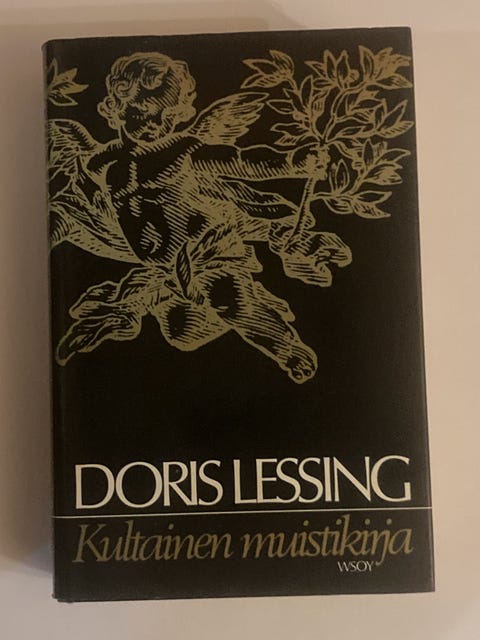 DORIS LESSING
Kultainen muistikirja
WSOY